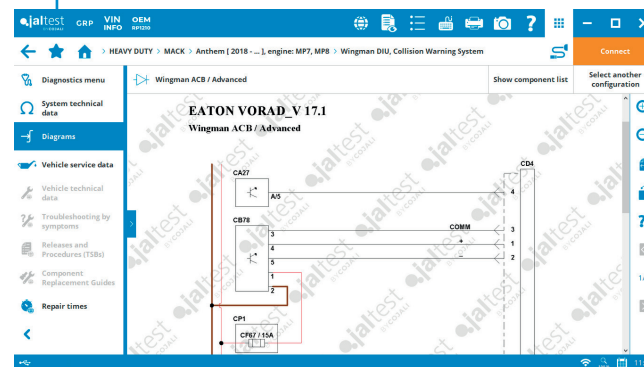 jaltest GRP VIN INFO OEM RP1210
?
> HEAVY DUTY > MACK > Anthem [ 2018 - ... ], engine: MP7, MP8 > Wingman DIU, Collision Warning System
Connect
Diagnostics menu
Wingman ACB / Advanced
Show component list
Select another configuration
System technical data
Diagrams
Vehicle service data
Vehicle technical data
Troubleshooting by symptoms
Releases and Procedures (TSBs)
Component Replacement Guides
Repair times
EATON VORAD_V 17.1
Wingman ACB / Advanced
CA27
A/5
CD4
4
CB78
3
4
5
1
2
COMM
+
−
3
1
2
CP1
CF67 / 15A
jaltest
BY COJALI